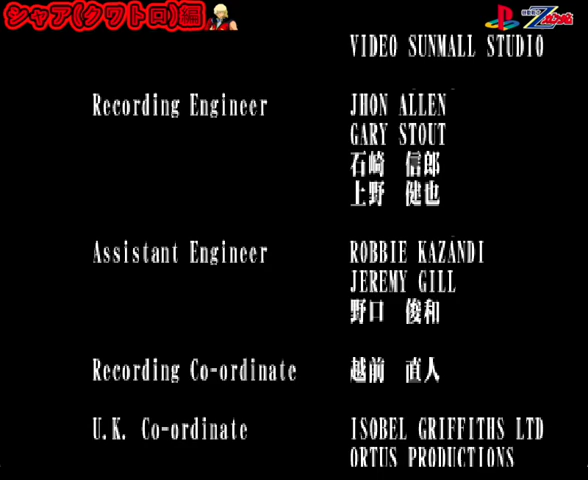 シャア(クワトロ)編
VIDEO SUNMALL STUDIO
Recording Engineer JHON ALLEN
GARY STOUT
石崎 信郎
上野 健也
Assistant Engineer ROBBIE KAZANDI
JEREMY GILL
野口 俊和
Recording Co-ordinate 越前 直人
U.K. Co-ordinate ISOBEL GRIFFITHS LTD
ORTUS PRODUCTIONS